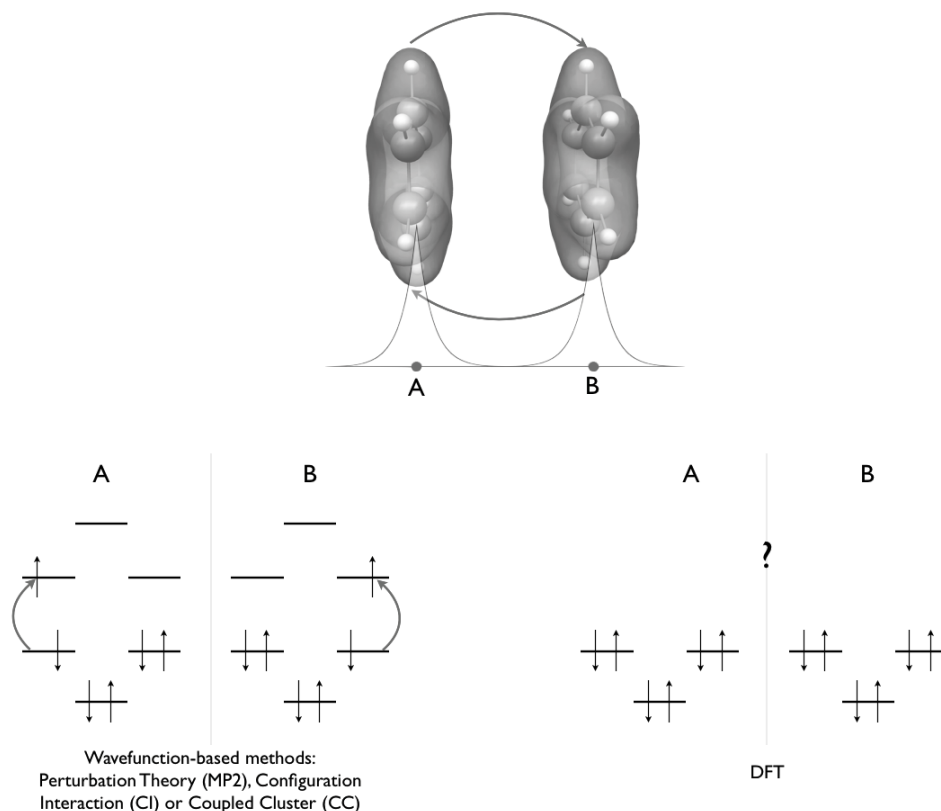 A
B
A
B
A
B
?
Wavefunction-based methods:
Perturbation Theory (MP2), Configuration
Interaction (CI) or Coupled Cluster (CC)
DFT